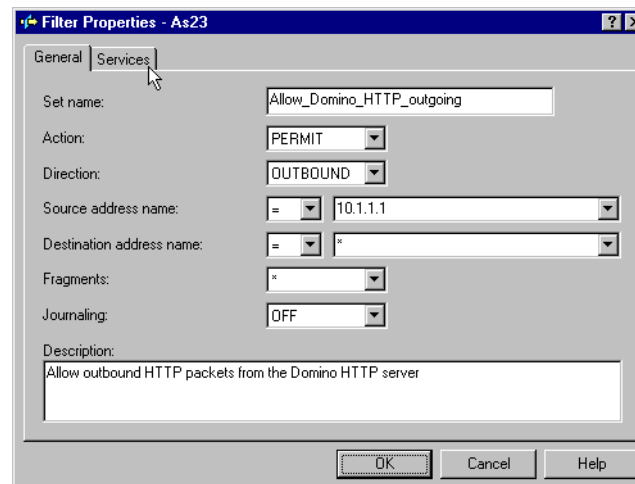 Filter Properties - As23
General Services
Set name: Allow_Domino_HTTP_outgoing
Action: PERMIT
Direction: OUTBOUND
Source address name: = 10.1.1.1
Destination address name: = *
Fragments: *
Journaling: OFF
Description:
Allow outbound HTTP packets from the Domino HTTP server
OK Cancel Help